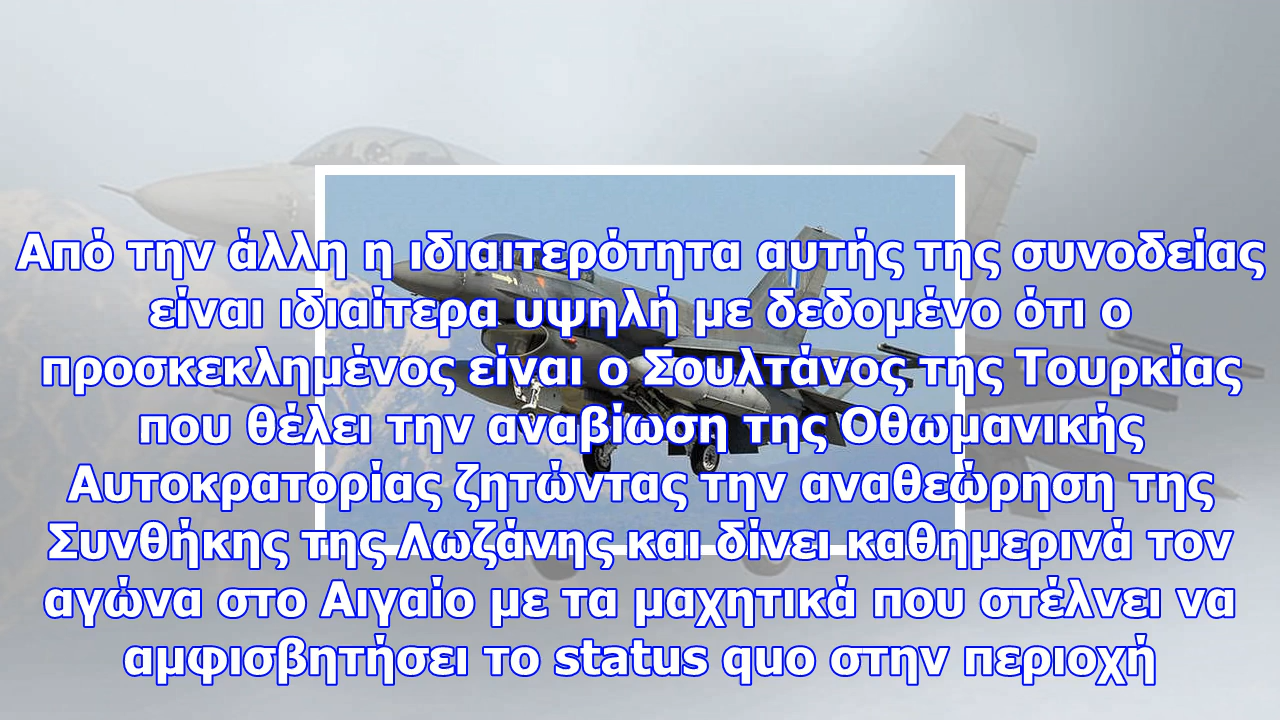 Από την άλλη η ιδιαιτερότητα αυτής της συνοδείας
είναι ιδιαίτερα υψηλή με δεδομένο ότι ο
προσκεκλημένος είναι ο Σουλτάνος της Τουρκίας
που θέλει την αναβίωση της Οθωμανικής
Αυτοκρατορίας ζητώντας την αναθεώρηση της
Συνθήκης της Λωζάνης και δίνει καθημερινά τον
αγώνα στο Αιγαίο με τα μαχητικά που στέλνει να
αμφισβητήσει το status quo στην περιοχή